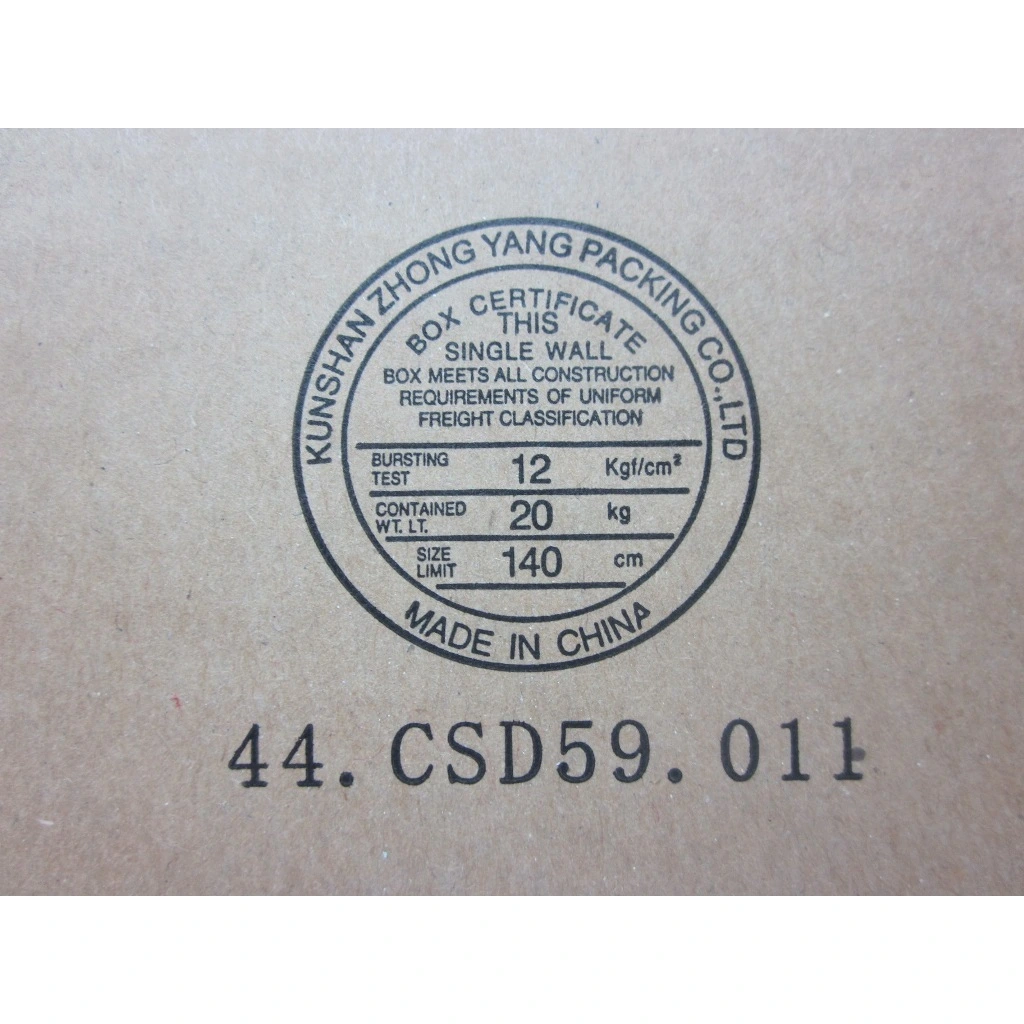 KUNSHAN ZHONG YANG PACKING CO.,LTD
BOX CERTIFICATE
THIS
SINGLE WALL
BOX MEETS ALL CONSTRUCTION
REQUIREMENTS OF UNIFORM
FREIGHT CLASSIFICATION
BURSTING TEST 12 Kgf/cm²
CONTAINED WT. LT. 20 kg
SIZE LIMIT 140 cm
MADE IN CHINA
44.CSD59.011